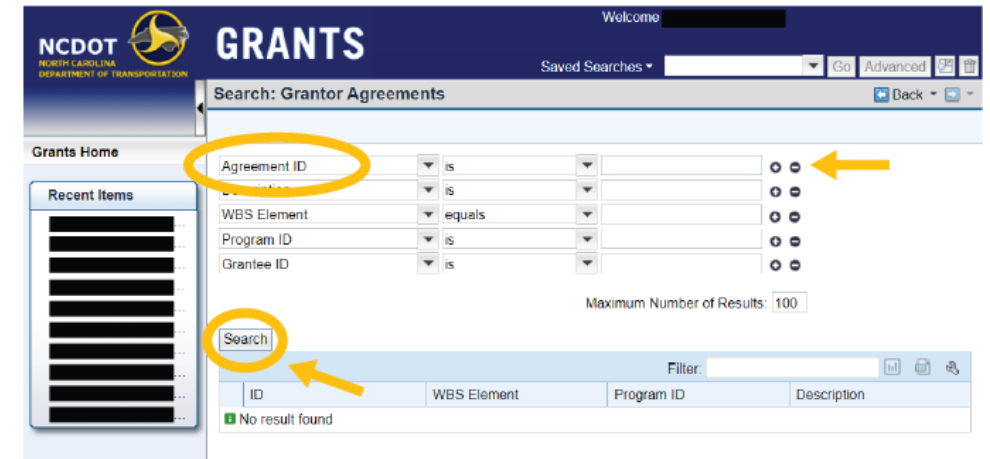 Welcome
NCDOT
NORTH CAROLINA
DEPARTMENT OF TRANSPORTATION
GRANTS
Saved Searches
Go
Advanced
Search: Grantor Agreements
Back
Grants Home
Recent Items
...
...
...
...
...
...
...
...
...
...
Agreement ID is
is
WBS Element equals
Program ID is
Grantee ID is
Maximum Number of Results: 100
Search
Filter:
ID WBS Element Program ID Description
No result found